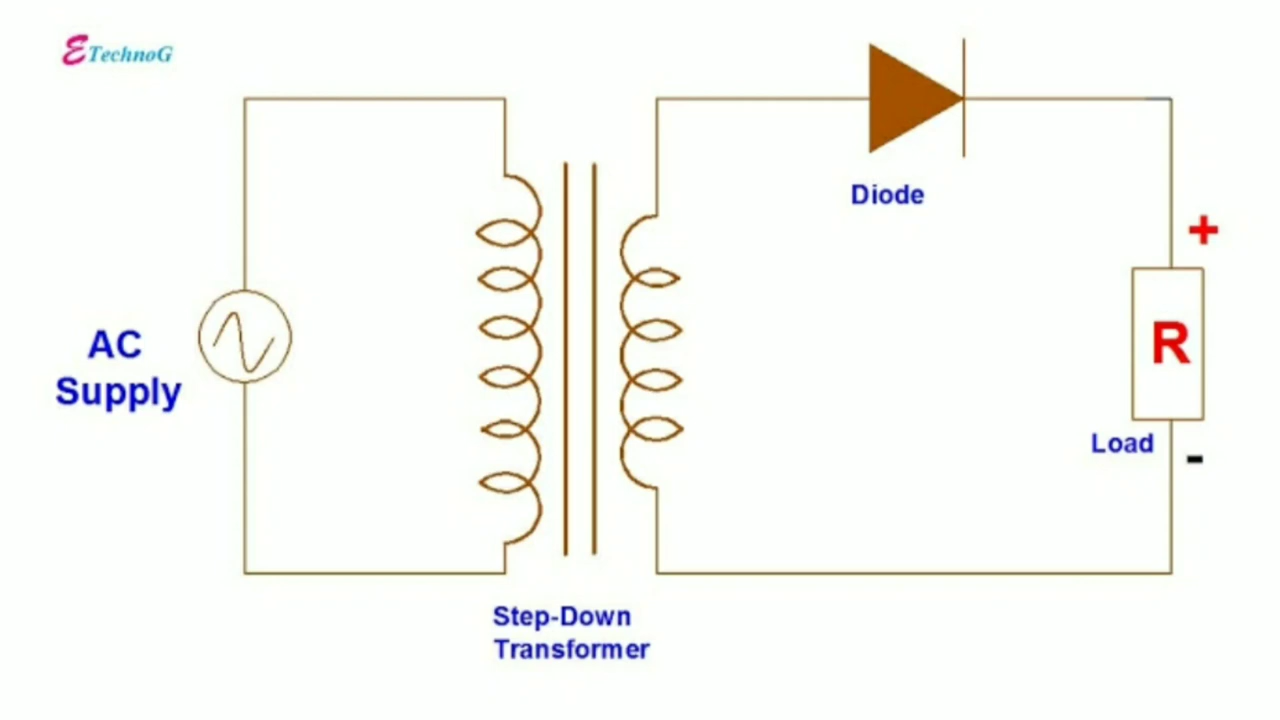 ETechnoG
Diode
+
AC
Supply
R
Load
-
Step-Down
Transformer